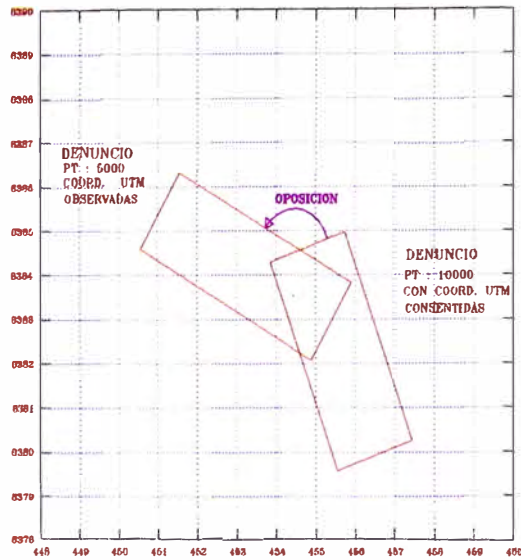 8390
8389
8388
8387
8386
8385
8384
8383
8382
8381
8380
8379
8378
DENUNCIO
PT : 5000
COORD. UTM
OBSERVADAS
OPOSICION
DENUNCIO
PT : 10000
CON COORD. UTM
CONSENTIDAS
448 449 450 451 452 453 454 455 456 457 458 459 460